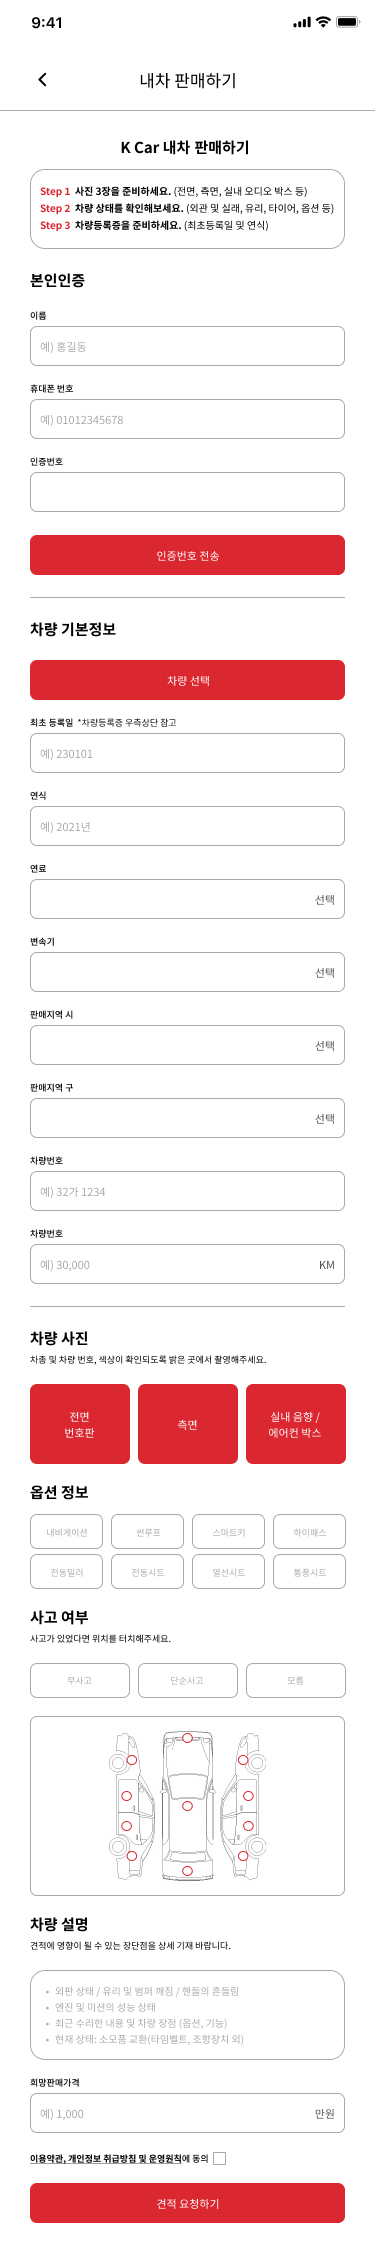 9:41
내차 판매하기
K Car 내차 판매하기
Step 1 사진 3장을 준비하세요. (전면, 측면, 실내 오디오 박스 등)
Step 2 차량 상태를 확인해보세요. (외관 및 실래, 유리, 타이어, 옵션 등)
Step 3 차량등록증을 준비하세요. (최초등록일 및 연식)
본인인증
이름
예) 홍길동
휴대폰 번호
예) 01012345678
인증번호
인증번호 전송
차량 기본정보
차량 선택
최초 등록일 *차량등록증 우측상단 참고
예) 230101
연식
예) 2021년
연료
선택
변속기
선택
판매지역 시
선택
판매지역 구
선택
차량번호
예) 32가 1234
차량번호
예) 30,000 KM
차량 사진
차종 및 차량 번호, 색상이 확인되도록 밝은 곳에서 촬영해주세요.
전면
번호판
측면
실내 음향 /
에어컨 박스
옵션 정보
내비게이션 썬루프 스마트키 하이패스
전동밀러 전동시트 열선시트 통풍시트
사고 여부
사고가 있었다면 위치를 터치해주세요.
무사고 단순사고 모름
차량 설명
견적에 영향이 될 수 있는 장단점을 상세 기재 바랍니다.
• 외판 상태 / 유리 및 범퍼 깨짐 / 핸들의 흔들림
• 엔진 및 미션의 성능 상태
• 최근 수리한 내용 및 차량 장점 (옵션, 기능)
• 현재 상태: 소모품 교환(타임벨트, 조향장치 외)
희망판매가격
예) 1,000 만원
이용약관, 개인정보 취급방침 및 운영원칙에 동의
견적 요청하기